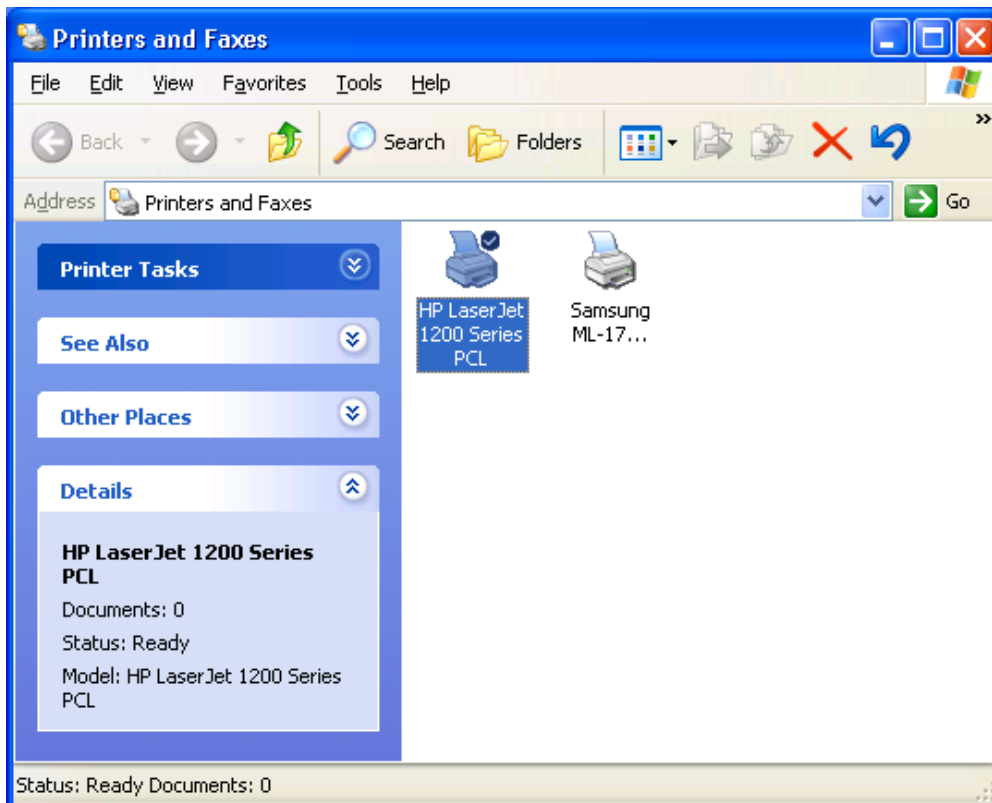 Printers and Faxes
File Edit View Favorites Tools Help
Back Search Folders »
Address Printers and Faxes Go
Printer Tasks
See Also
Other Places
Details
HP LaserJet 1200 Series
PCL
Documents: 0
Status: Ready
Model: HP LaserJet 1200 Series
PCL
HP LaserJet
1200 Series
PCL
Samsung
ML-17...
Status: Ready Documents: 0